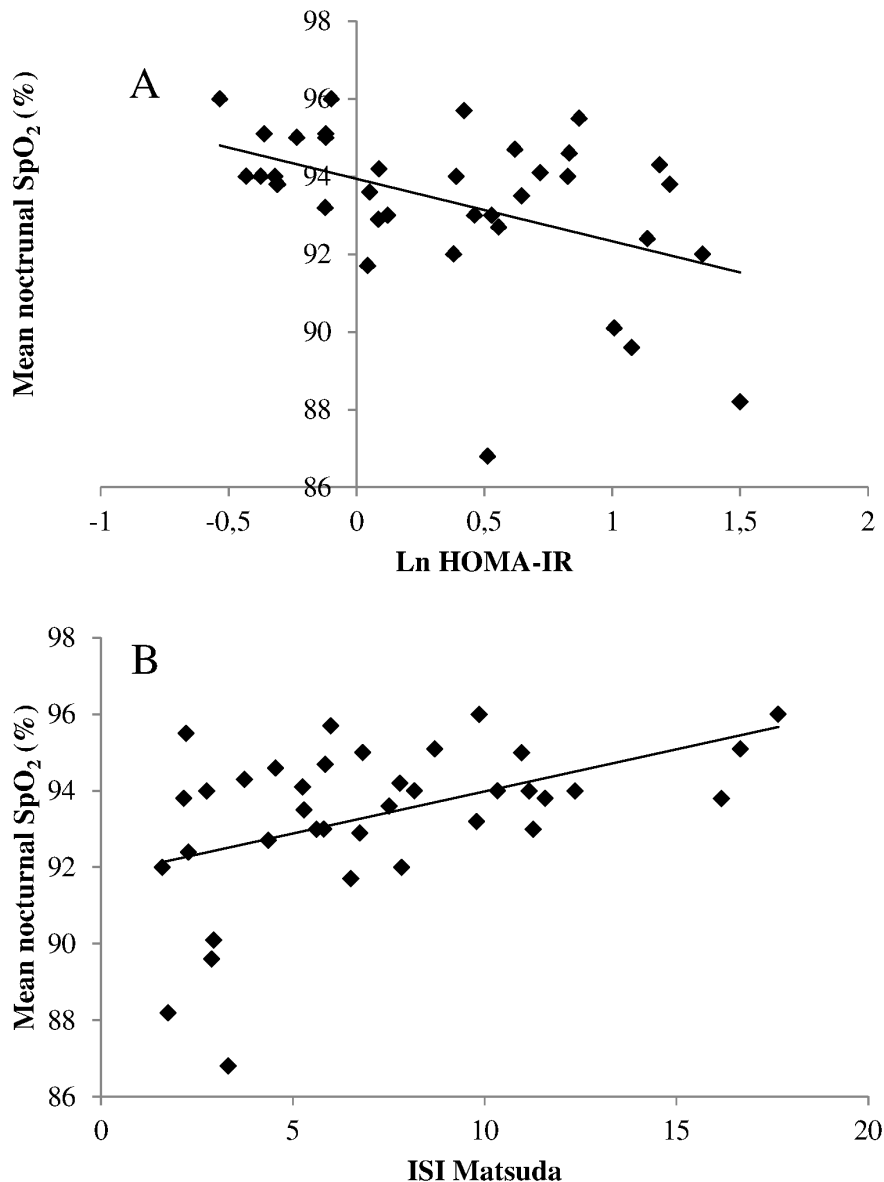 98
A
96
94
92
90
88
86
Mean noctrunal SpO₂ (%)
-1 -0,5 0 0,5 1 1,5 2
Ln HOMA-IR
98
B
96
94
92
90
88
86
Mean nocturnal SpO₂ (%)
0 5 10 15 20
ISI Matsuda